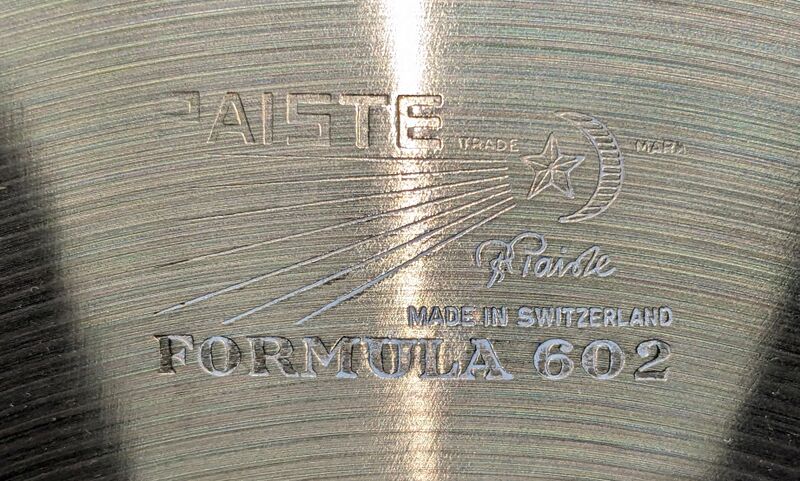 PAISTE
TRADE MARK
R Paiste
MADE IN SWITZERLAND
FORMULA 602